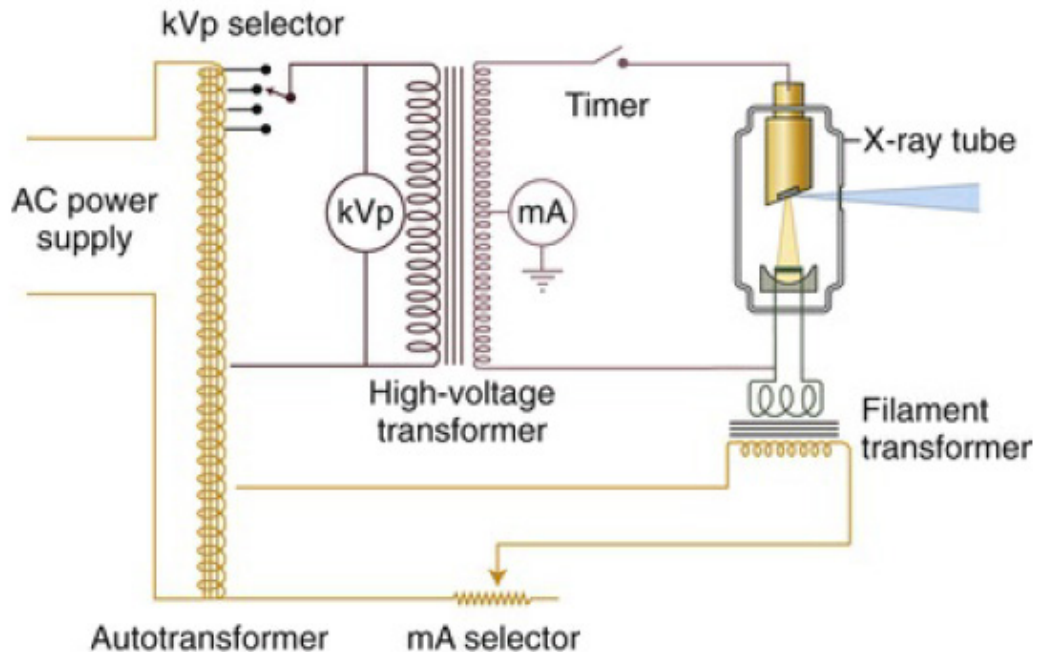 kVp selector
Timer
X-ray tube
AC power
supply
kVp
mA
High-voltage
transformer
Filament
transformer
Autotransformer
mA selector